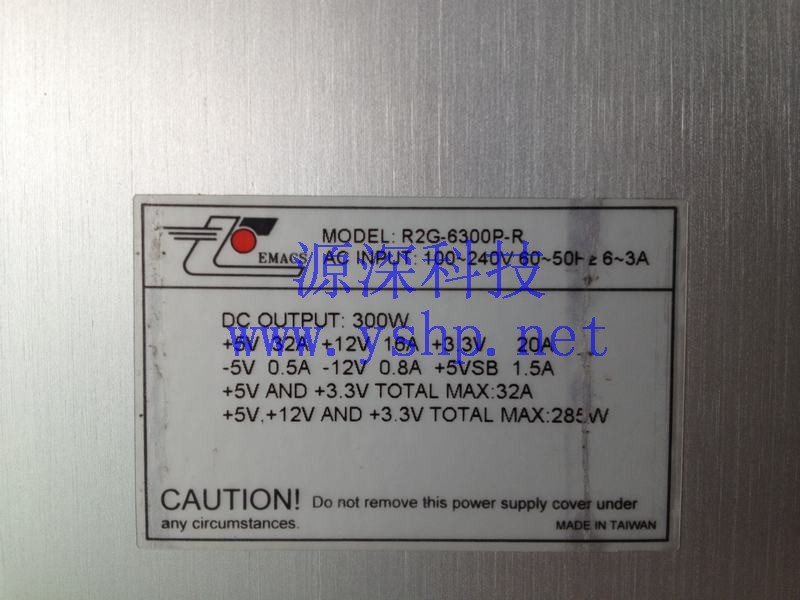 EMACS
MODEL: R2G-6300P-R
AC INPUT: 100~240V 60~50Hz 6~3A
源深科技
www.yshp.net
DC OUTPUT: 300W
+5V 32A +12V 16A +3.3V 20A
-5V 0.5A -12V 0.8A +5VSB 1.5A
+5V AND +3.3V TOTAL MAX:32A
+5V,+12V AND +3.3V TOTAL MAX:285W
CAUTION! Do not remove this power supply cover under
any circumstances.
MADE IN TAIWAN